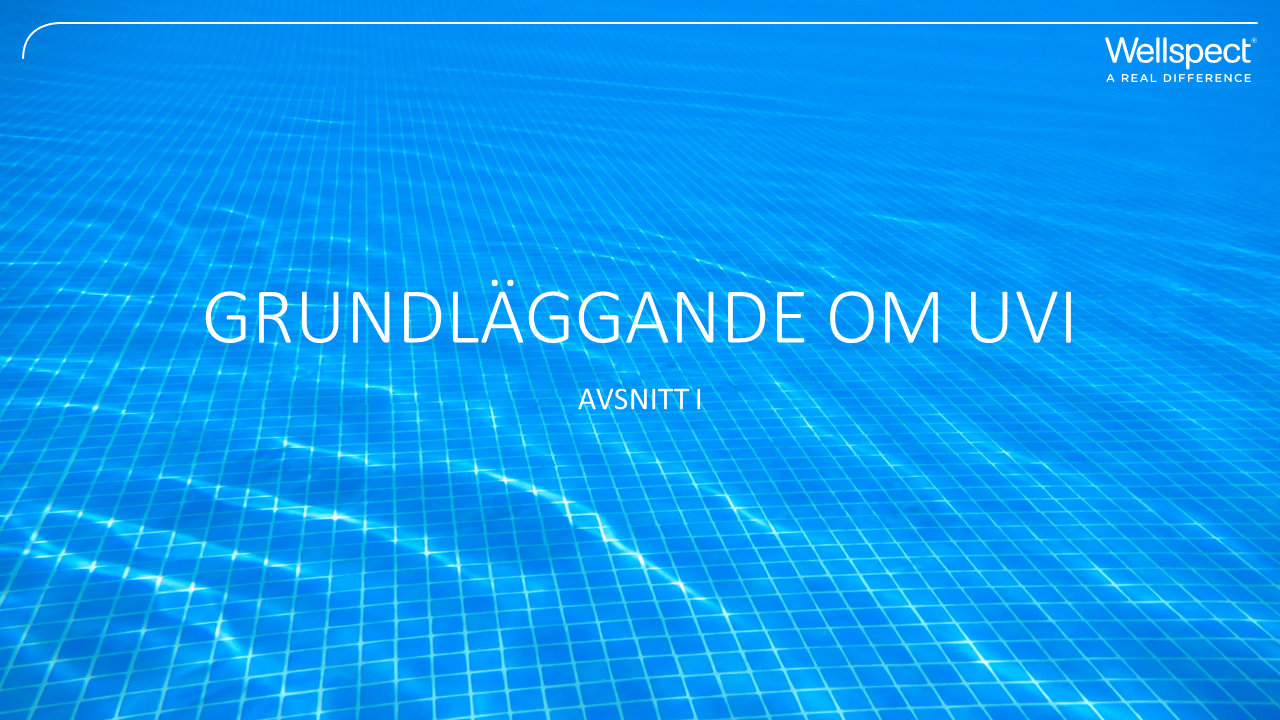 Wellspect®
A REAL DIFFERENCE
GRUNDLÄGGANDE OM UVI
AVSNITT I